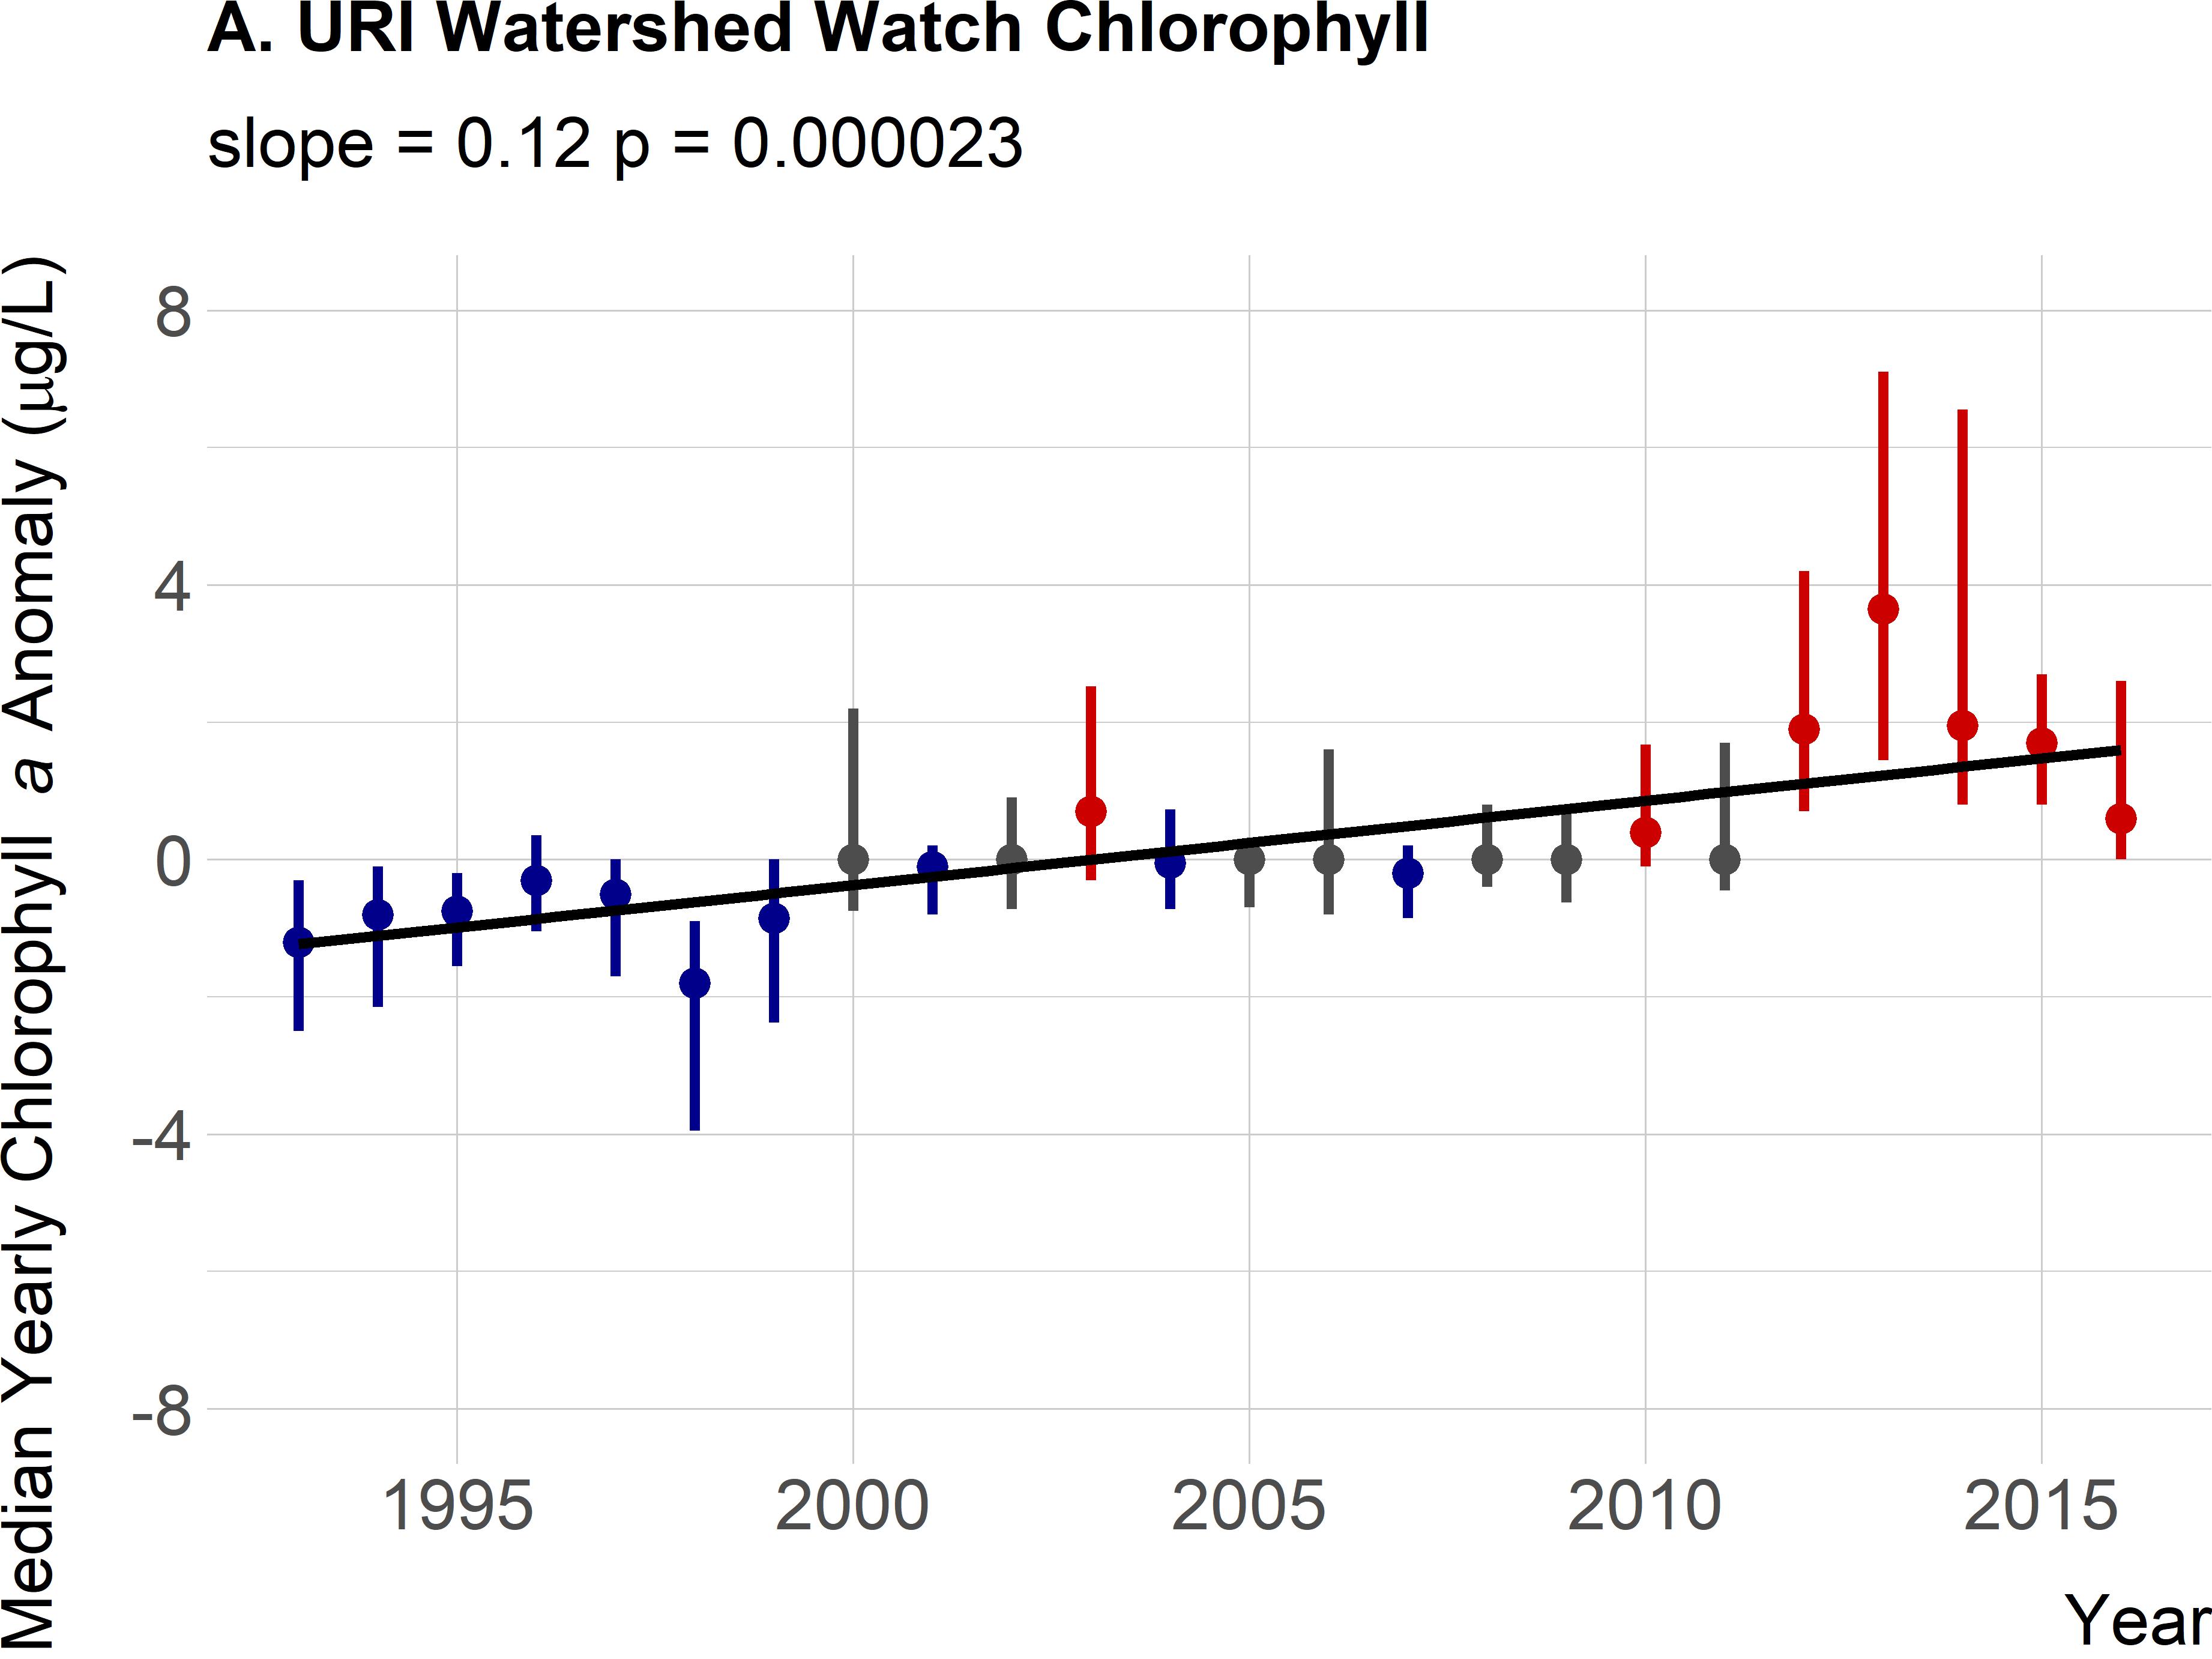 A. URI Watershed Watch Chlorophyll
slope = 0.12 p = 0.000023
Median Yearly Chlorophyll a Anomaly (μg/L)
8
4
0
-4
-8
1995 2000 2005 2010 2015
Year